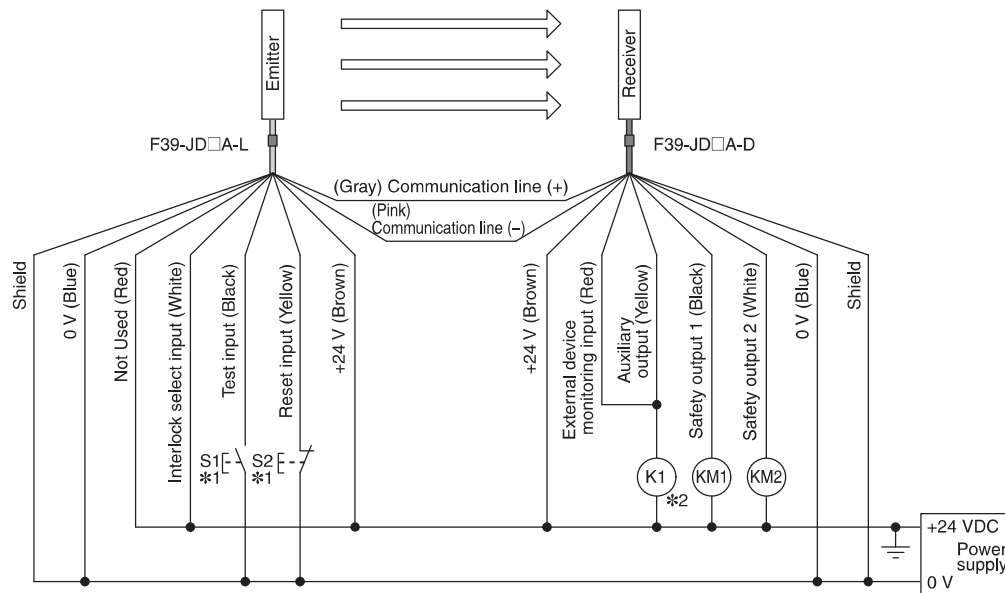 Emitter
Receiver
F39-JD□A-L
F39-JD□A-D
(Gray) Communication line (+)
(Pink)
Communication line (−)
Shield
0 V (Blue)
Not Used (Red)
Interlock select input (White)
Test input (Black)
Reset input (Yellow)
+24 V (Brown)
+24 V (Brown)
External device
monitoring input (Red)
Auxiliary
output (Yellow)
Safety output 1 (Black)
Safety output 2 (White)
0 V (Blue)
Shield
S1
*1
S2
*1
K1
*2
KM1
KM2
+24 VDC
Power
supply
0 V